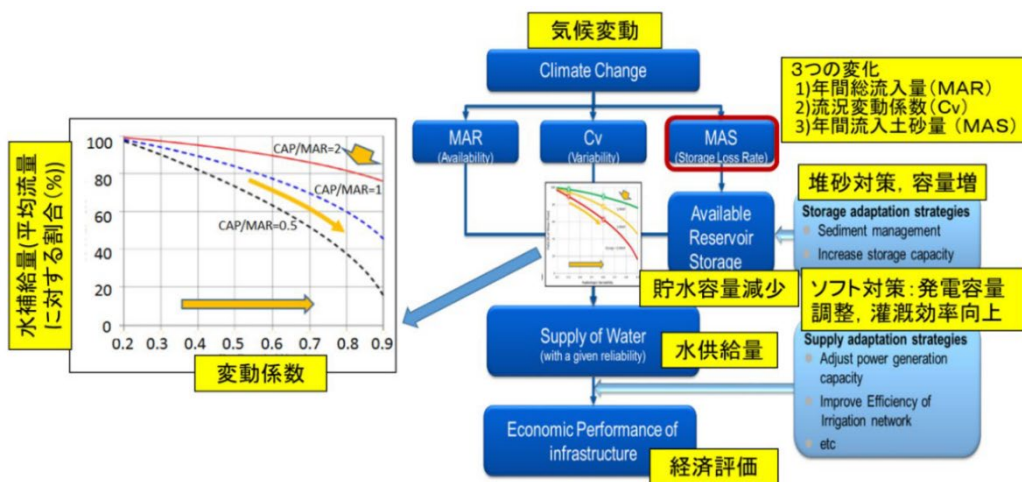 気候変動
Climate Change
3つの変化
1)年間総流入量(MAR)
2)流況変動係数(Cv)
3)年間流入土砂量 (MAS)
MAR
(Availability)
Cv
(Variability)
MAS
(Storage Loss Rate)
水補給量(平均流量
に対する割合(%))
100
80
60
40
20
0
CAP/MAR=2
CAP/MAR=1
CAP/MAR=0.5
0.2 0.3 0.4 0.5 0.6 0.7 0.8 0.9
変動係数
堆砂対策，容量増
Storage adaptation strategies
Sediment management
Increase storage capacity
Available
Reservoir
Storage
貯水容量減少
ソフト対策：発電容量
調整，灌漑効率向上
Supply adaptation strategies
Adjust power generation
capacity
Improve Efficiency of
Irrigation network
etc
Supply of Water
(with a given reliability)
水供給量
Economic Performance of
infrastructure
経済評価